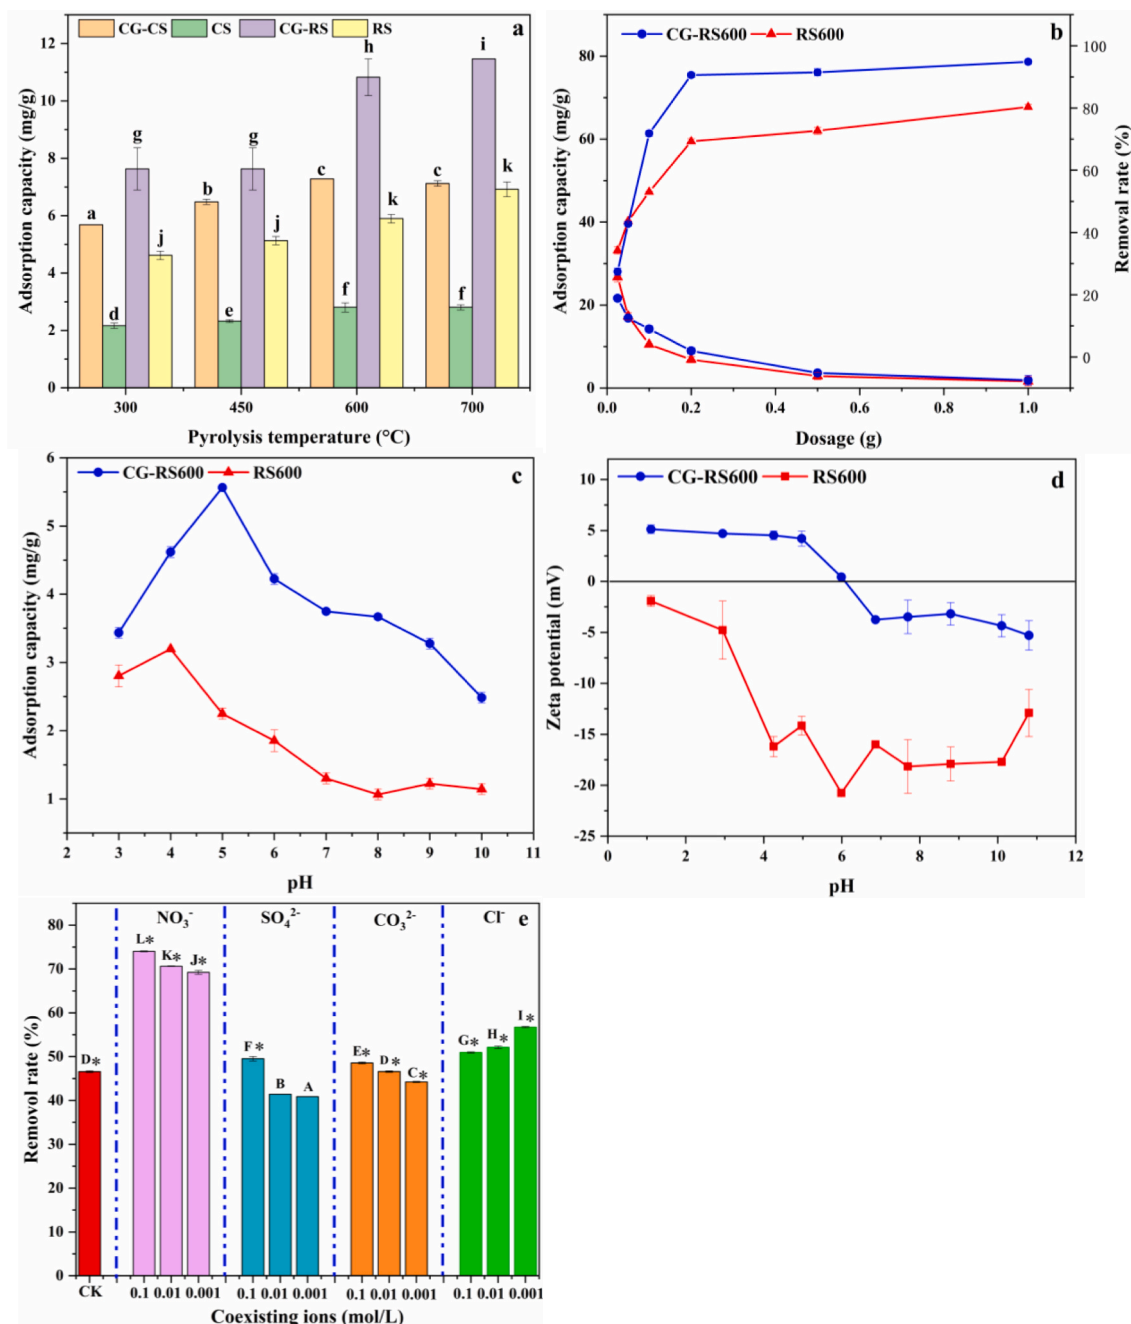 CG-CS CS CG-RS RS a
Adsorption capacity (mg/g)
12
10
8
6
4
2
0
a d g j
b e g j
c f h k
c f i k
300 450 600 700
Pyrolysis temperature (°C)
CG-RS600 RS600 b
Adsorption capacity (mg/g)
80
60
40
20
0
Removal rate (%)
100
80
60
40
20
0
0.0 0.2 0.4 0.6 0.8 1.0
Dosage (g)
CG-RS600 RS600 c
Adsorption capacity (mg/g)
6
5
4
3
2
1
2 3 4 5 6 7 8 9 10 11
pH
CG-RS600 RS600 d
Zeta potential (mV)
10
5
0
-5
-10
-15
-20
-25
0 2 4 6 8 10 12
pH
NO₃⁻ SO₄²⁻ CO₃²⁻ Cl⁻ e
Removol rate (%)
80
70
60
50
40
30
20
10
0
D* L* K* J* F* B A E* D* C* G* H* I*
CK 0.1 0.01 0.001 0.1 0.01 0.001 0.1 0.01 0.001 0.1 0.01 0.001
Coexisting ions (mol/L)